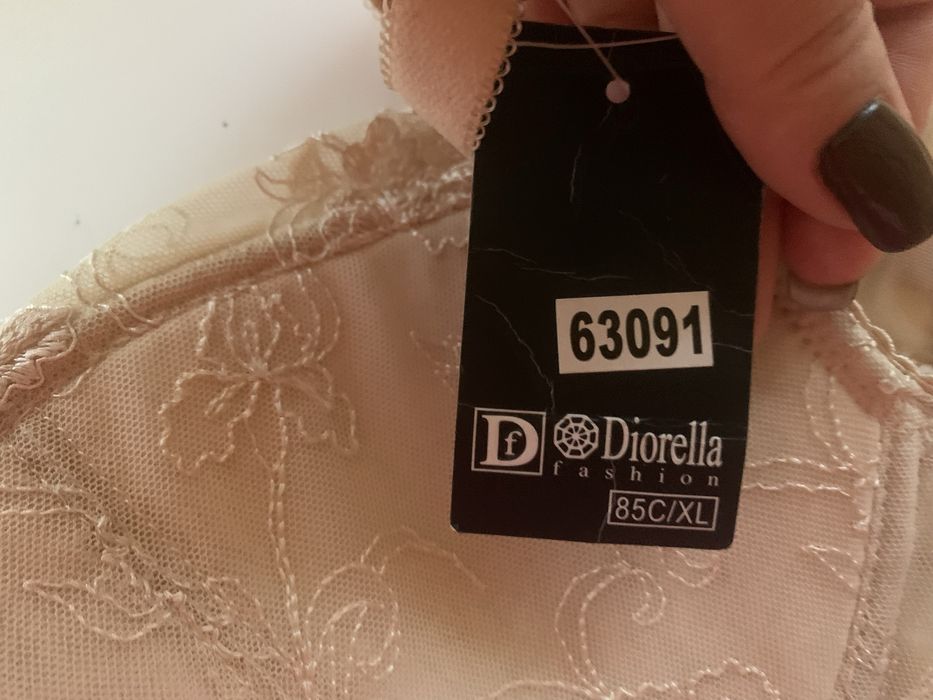 63091
Df Diorella
fashion
85C/XL